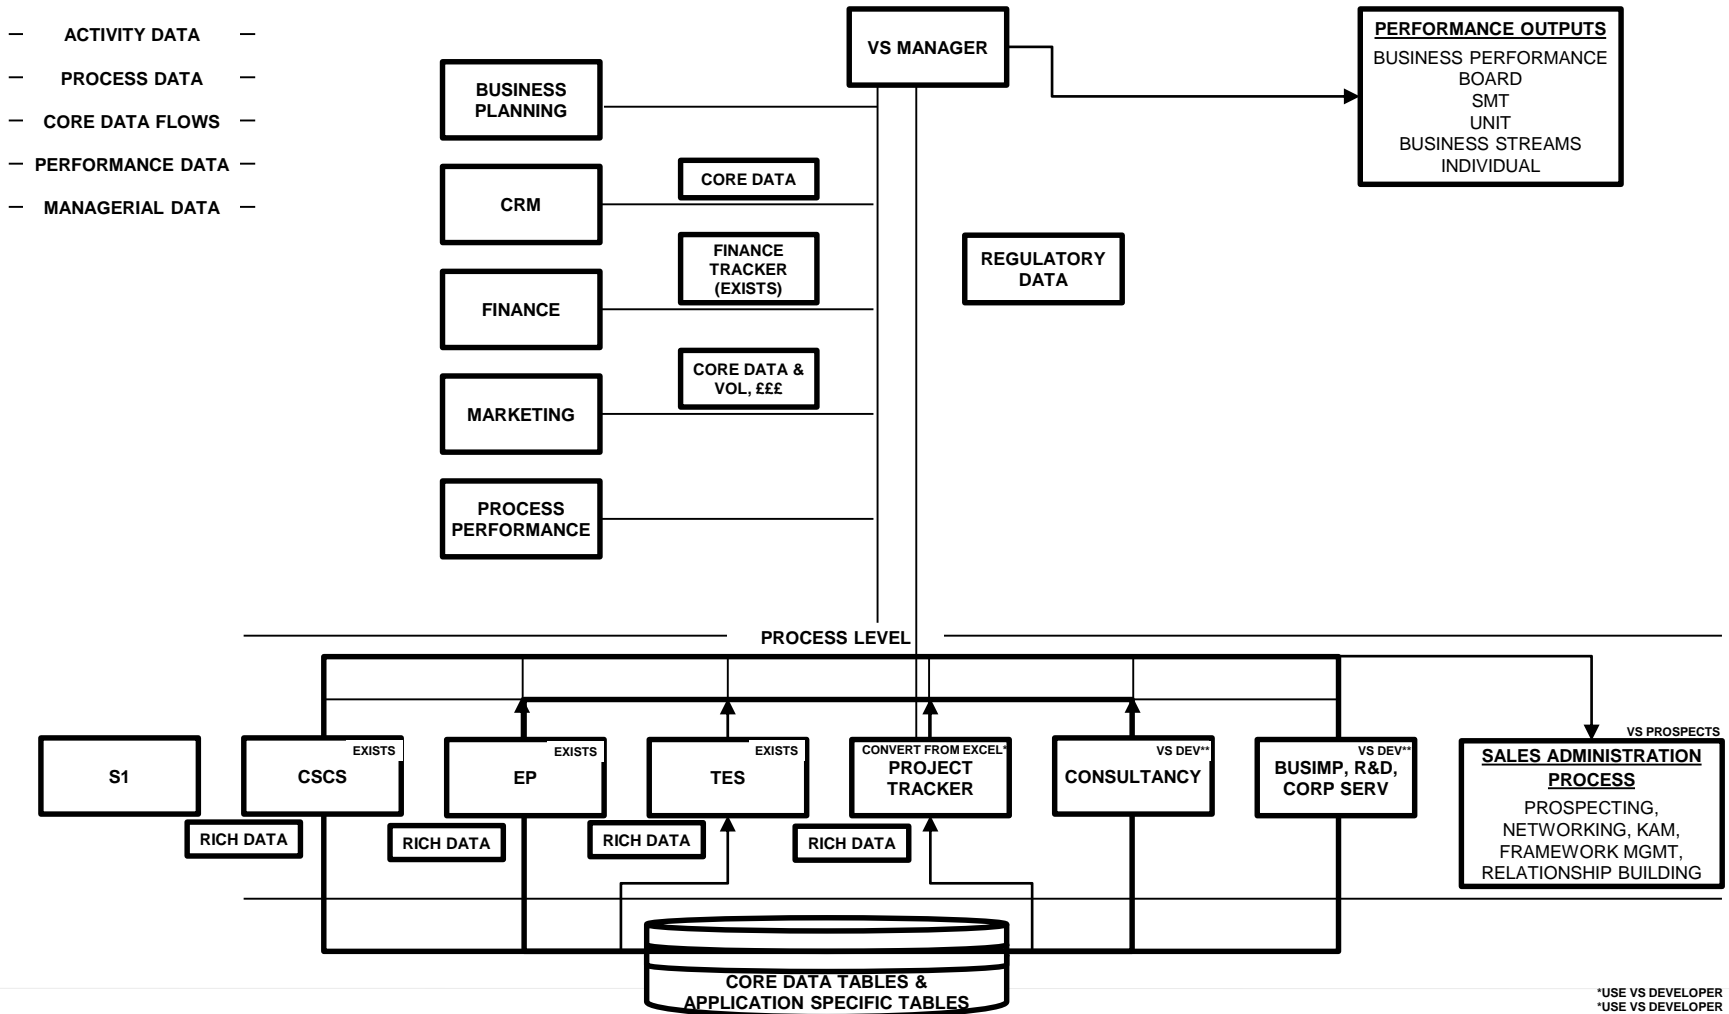 ACTIVITY DATA
PROCESS DATA
CORE DATA FLOWS
PERFORMANCE DATA
MANAGERIAL DATA
VS MANAGER
PERFORMANCE OUTPUTS
BUSINESS PERFORMANCE
BOARD
SMT
UNIT
BUSINESS STREAMS
INDIVIDUAL
BUSINESS
PLANNING
CORE DATA
CRM
FINANCE
TRACKER
(EXISTS)
REGULATORY
DATA
FINANCE
CORE DATA &
VOL, £££
MARKETING
PROCESS
PERFORMANCE
PROCESS LEVEL
S1
EXISTS
CSCS
EXISTS
EP
EXISTS
TES
CONVERT FROM EXCEL*
PROJECT
TRACKER
VS DEV**
CONSULTANCY
VS DEV**
BUSIMP, R&D,
CORP SERV
VS PROSPECTS
SALES ADMINISTRATION
PROCESS
PROSPECTING,
NETWORKING, KAM,
FRAMEWORK MGMT,
RELATIONSHIP BUILDING
RICH DATA
RICH DATA
RICH DATA
RICH DATA
CORE DATA TABLES &
APPLICATION SPECIFIC TABLES
*USE VS DEVELOPER
*USE VS DEVELOPER